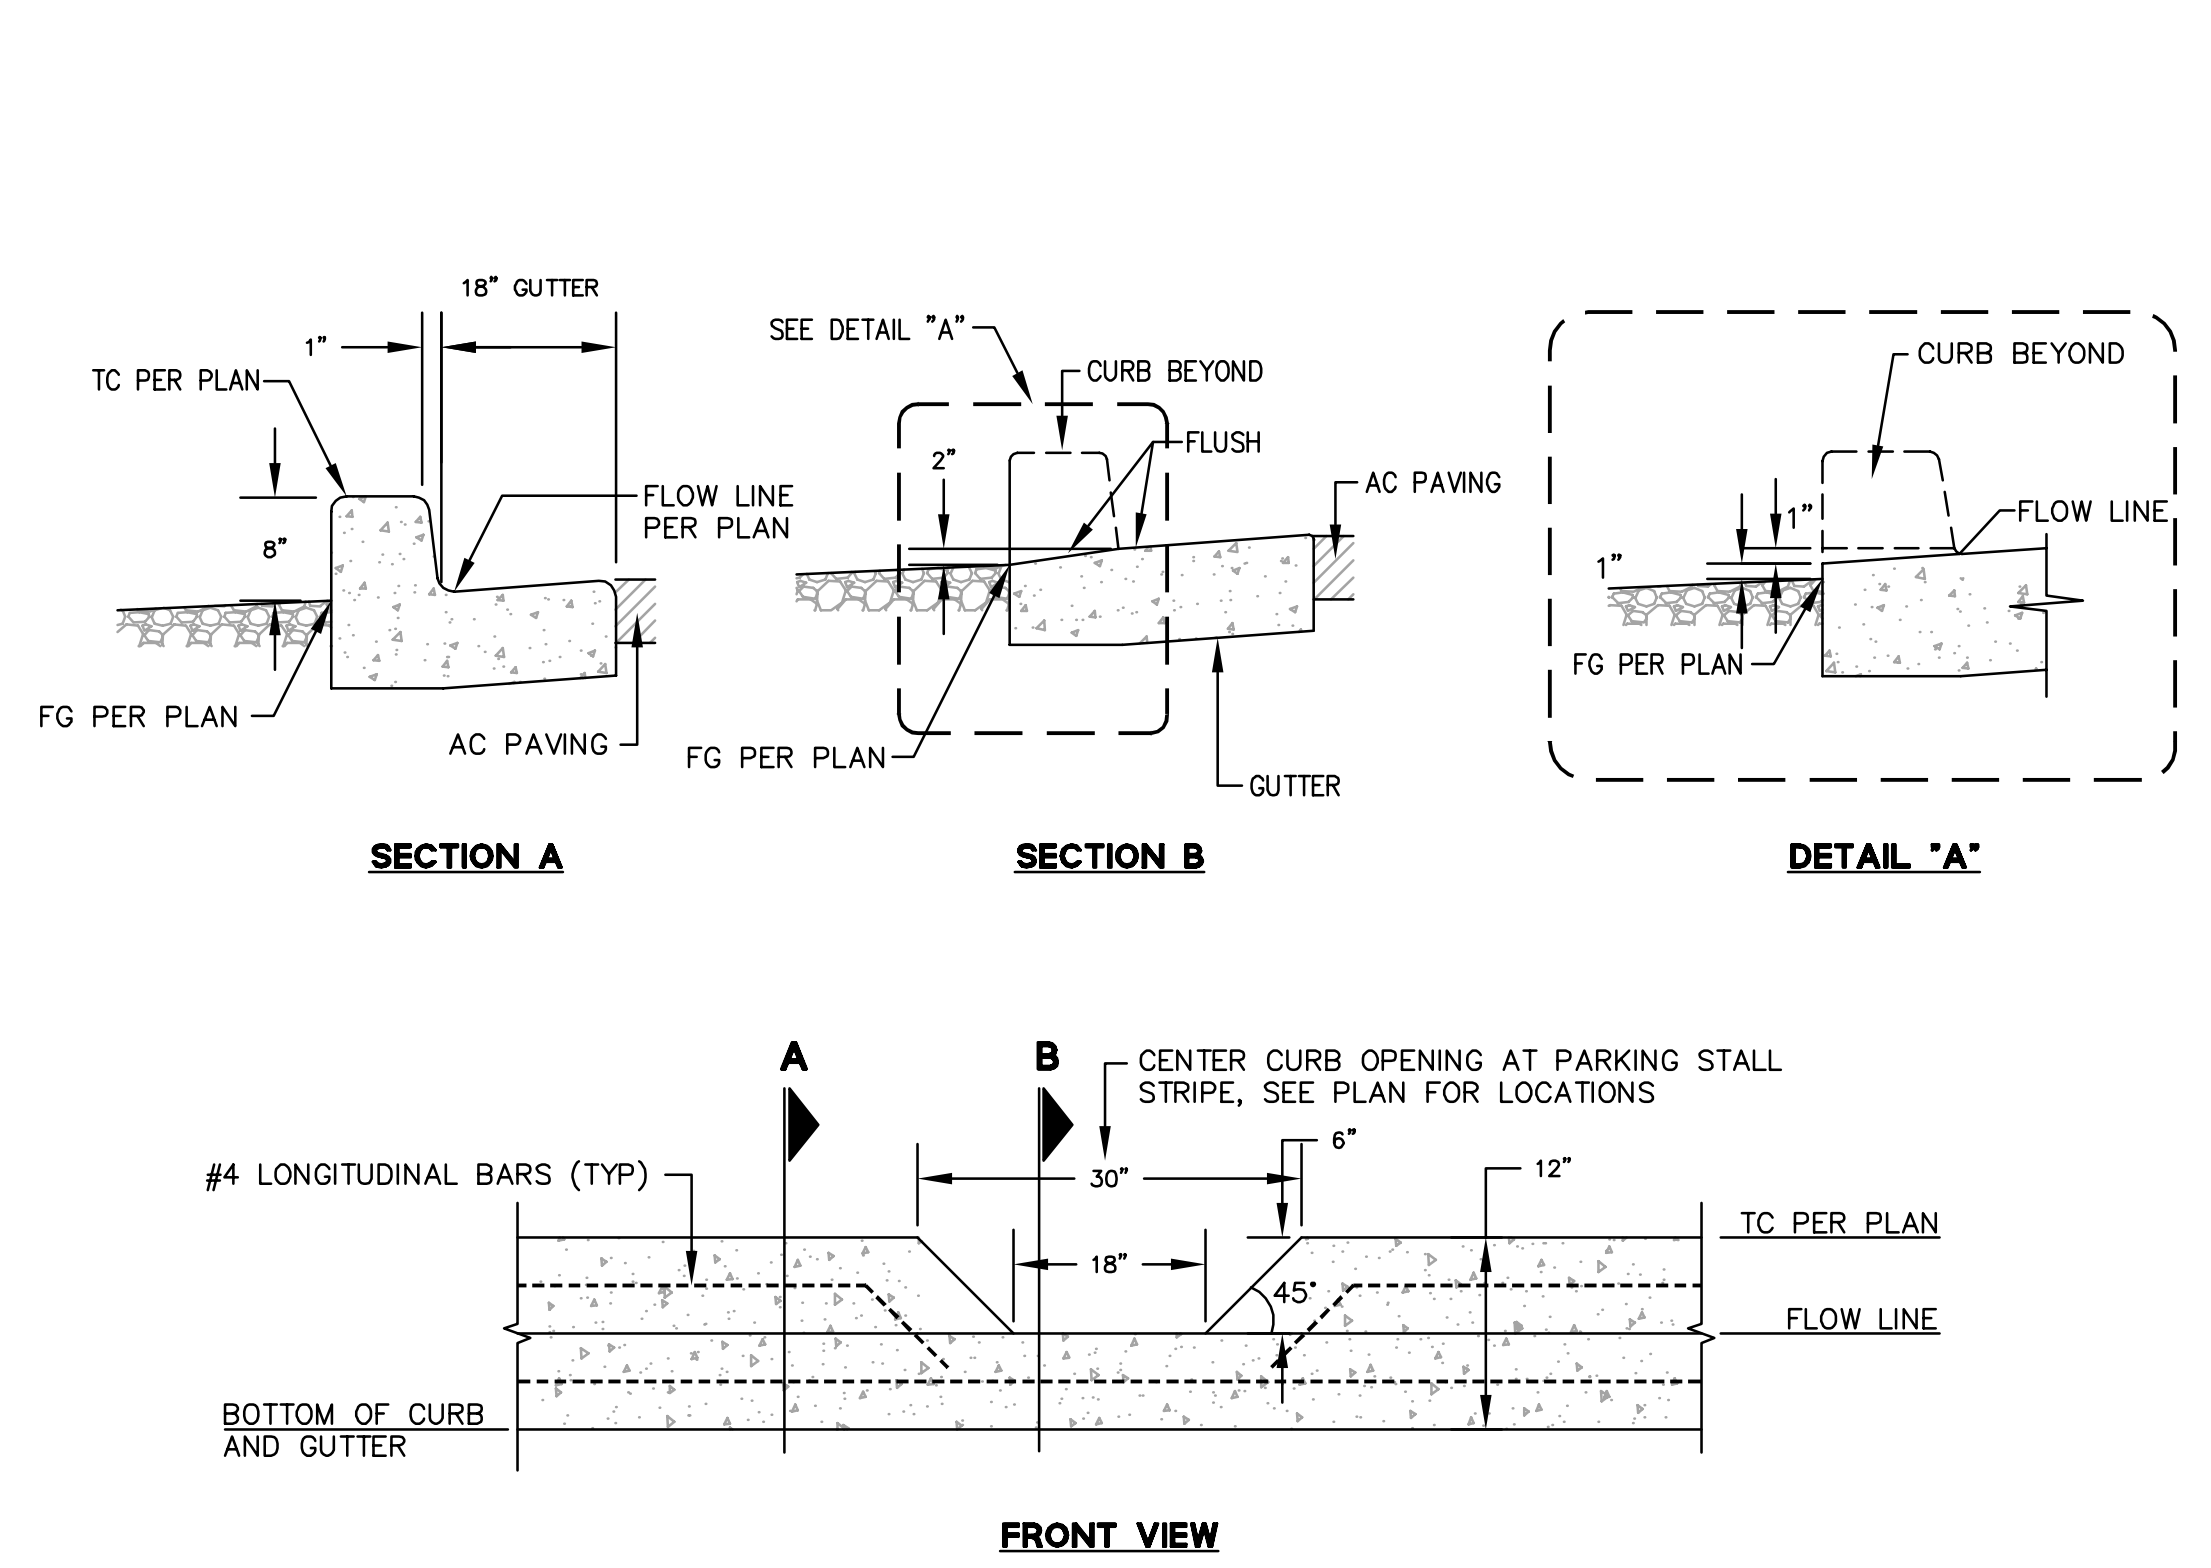 18" GUTTER
1"
TC PER PLAN
8"
FLOW LINE
PER PLAN
FG PER PLAN
AC PAVING
SECTION A
SEE DETAIL "A"
CURB BEYOND
FLUSH
2"
AC PAVING
FG PER PLAN
GUTTER
SECTION B
CURB BEYOND
1"
FLOW LINE
1"
FG PER PLAN
DETAIL "A"
A
B
CENTER CURB OPENING AT PARKING STALL
STRIPE, SEE PLAN FOR LOCATIONS
6"
#4 LONGITUDINAL BARS (TYP)
30"
12"
TC PER PLAN
18"
45°
FLOW LINE
BOTTOM OF CURB
AND GUTTER
FRONT VIEW